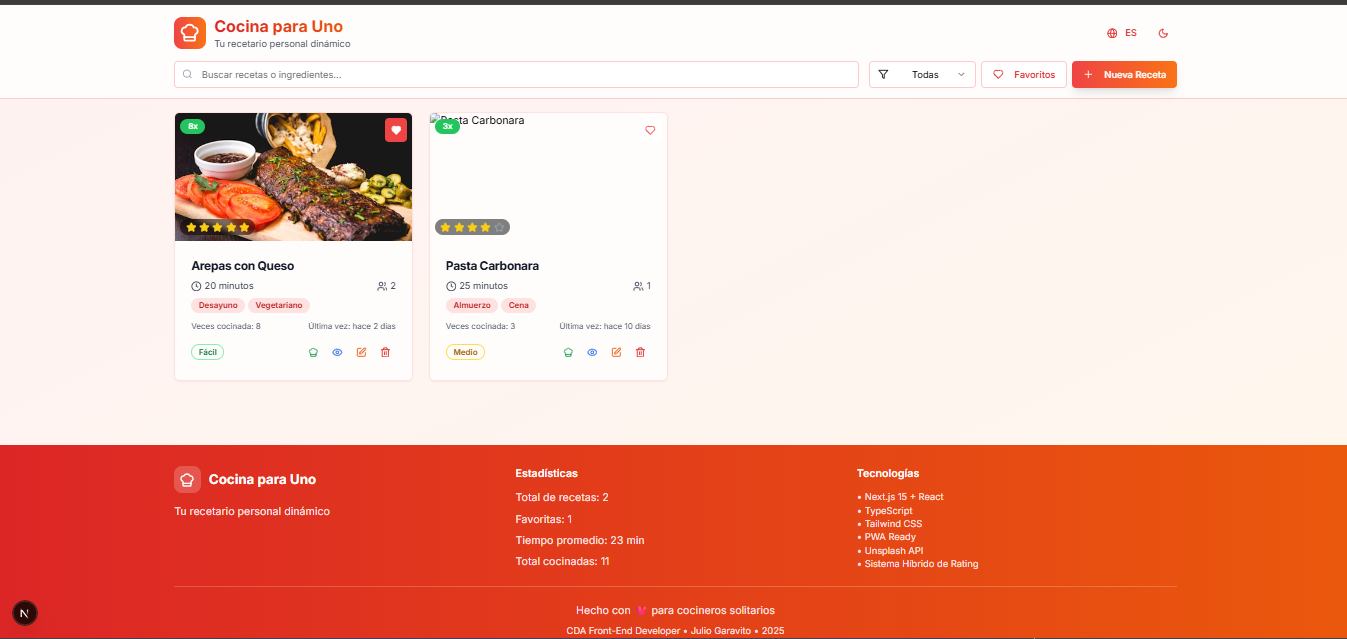 Cocina para Uno
Tu recetario personal dinámico
ES
Buscar recetas o ingredientes...
Todas
Favoritos
Nueva Receta
8x
Arepas con Queso
20 minutos
2
Desayuno Vegetariano
Veces cocinada: 8 Última vez: hace 2 días
Fácil
Pasta Carbonara
3x
Pasta Carbonara
25 minutos
1
Almuerzo Cena
Veces cocinada: 3 Última vez: hace 10 días
Medio
Cocina para Uno
Tu recetario personal dinámico
Estadísticas
Total de recetas: 2
Favoritas: 1
Tiempo promedio: 23 min
Total cocinadas: 11
Tecnologías
• Next.js 15 + React
• TypeScript
• Tailwind CSS
• PWA Ready
• Unsplash API
• Sistema Híbrido de Rating
Hecho con 💖 para cocineros solitarios
CDA Front-End Developer • Julio Garavito • 2025
N